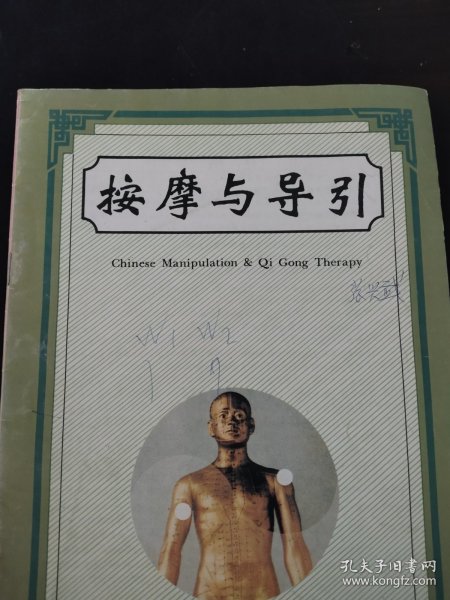 按摩与导引
Chinese Manipulation & Qi Gong Therapy
W1 W2
孔夫子旧书网
www.kongfz.com